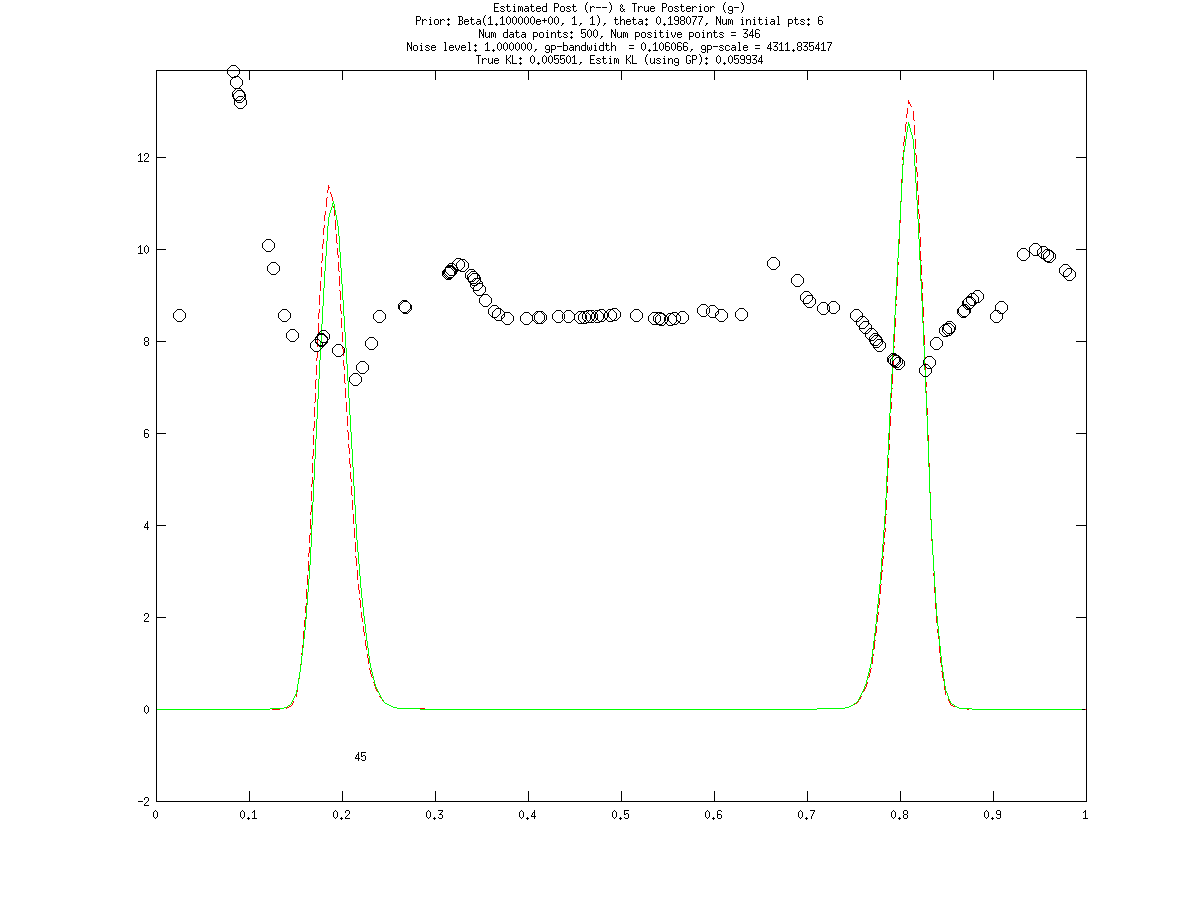 Estimated Post (r--) & True Posterior (g-)
Prior: Beta(1.100000e+00, 1, 1), theta: 0.198077, Num initial pts: 6
Num data points: 500, Num positive points = 346
Noise level: 1.000000, gp-bandwidth  = 0.106066, gp-scale = 4311.835417
True KL: 0.005501, Estim KL (using GP): 0.059934
12
10
8
6
4
2
0
45
-2
0 0.1 0.2 0.3 0.4 0.5 0.6 0.7 0.8 0.9 1